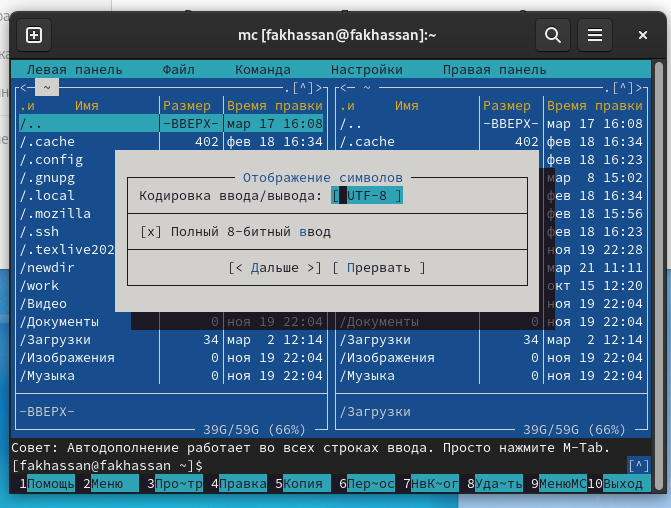 mc [fakhassan@fakhassan]:~
Левая панель Файл Команда Настройки Правая панель
<— ~ .[^]> <— ~ .[^]>
.и Имя Размер Время правки .и Имя Размер Время правки
/.. -ВВЕРХ- мар 17 16:08 /.. -ВВЕРХ- мар 17 16:08
/.cache 402 фев 18 16:34 /.cache 402 фев 18 16:34
/.config фев 18 16:23
/.gnupg мар 8 15:02
/.local фев 18 16:34
/.mozilla фев 18 15:56
/.ssh фев 18 16:23
/.texlive202 ноя 19 22:28
/newdir мар 21 11:11
/work окт 15 12:20
/Видео ноя 19 22:04
/Документы 0 ноя 19 22:04 /Документы 0 ноя 19 22:04
/Загрузки 34 мар 2 12:14 /Загрузки 34 мар 2 12:14
/Изображения 0 ноя 19 22:04 /Изображения 0 ноя 19 22:04
/Музыка 0 ноя 19 22:04 /Музыка 0 ноя 19 22:04
Отображение символов
Кодировка ввода/вывода: [ UTF-8 ]
[x] Полный 8-битный ввод
[< Дальше >] [ Прервать ]
-ВВЕРХ- /Загрузки
39G/59G (66%) 39G/59G (66%)
Совет: Автодополнение работает во всех строках ввода. Просто нажмите M-Tab.
[fakhassan@fakhassan ~]$ [^]
1Помощь 2Меню 3Про~тр 4Правка 5Копия 6Пер~ос 7НвК~ог 8Уда~ть 9МенюМС 10Выход